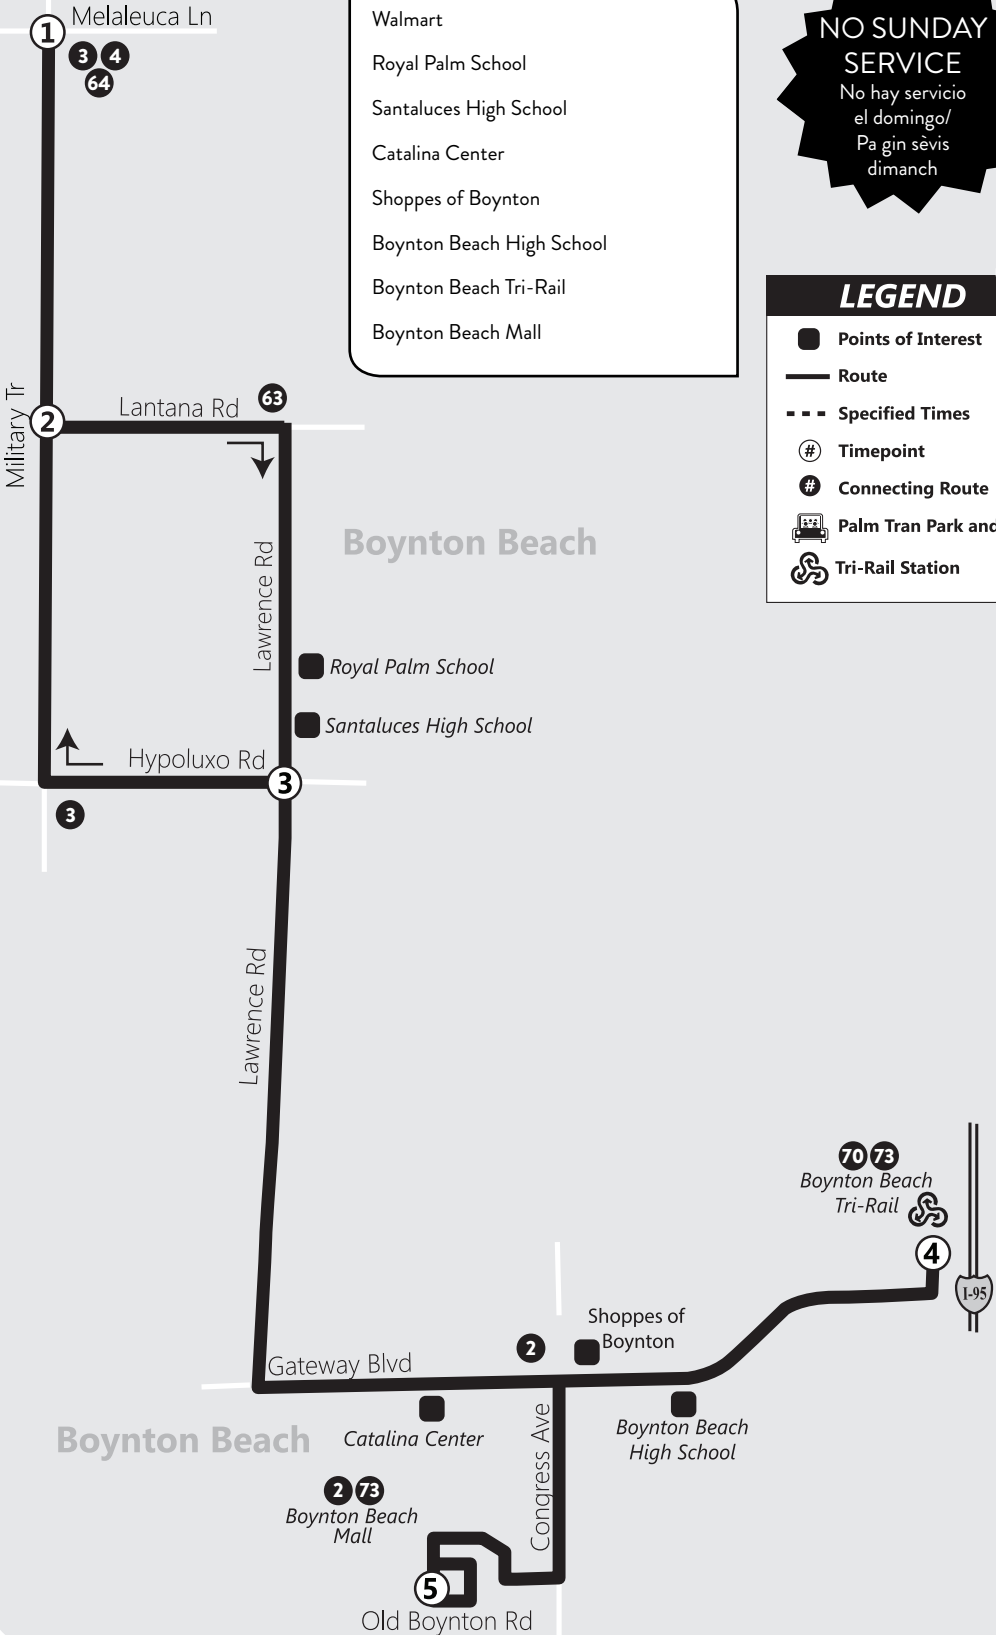 Melaleuca Ln
1
3 4
64
Walmart
Royal Palm School
Santaluces High School
Catalina Center
Shoppes of Boynton
Boynton Beach High School
Boynton Beach Tri-Rail
Boynton Beach Mall
NO SUNDAY
SERVICE
No hay servicio
el domingo/
Pa gin sèvis
dimanch
LEGEND
Points of Interest
Route
Specified Times
# Timepoint
# Connecting Route
Palm Tran Park and
Tri-Rail Station
Military Tr
2
Lantana Rd
63
Boynton Beach
Lawrence Rd
Royal Palm School
Santaluces High School
Hypoluxo Rd
3
3
Lawrence Rd
70 73
Boynton Beach
Tri-Rail
4
I-95
Shoppes of
Boynton
2
Gateway Blvd
Boynton Beach
Catalina Center
Congress Ave
Boynton Beach
High School
2 73
Boynton Beach
Mall
5
Old Boynton Rd